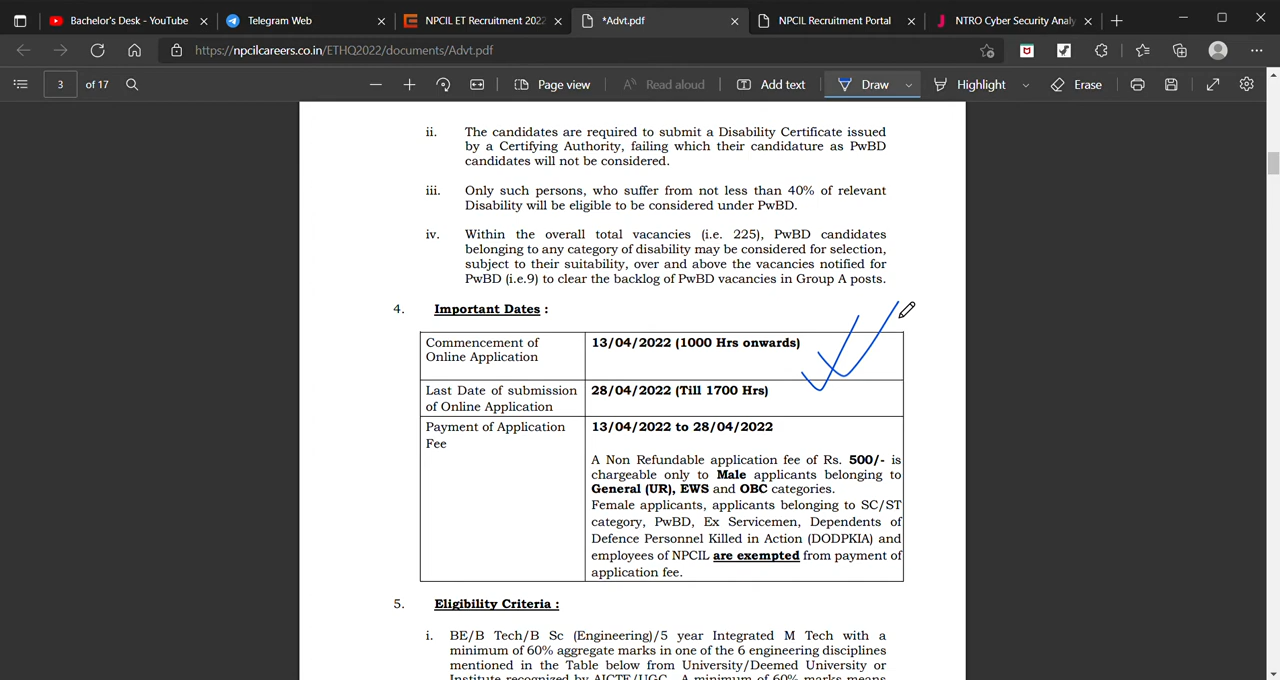 Bachelor's Desk - YouTube
Telegram Web
NPCIL ET Recruitment 2022
*Advt.pdf
NPCIL Recruitment Portal
NTRO Cyber Security Analy
https://npcilcareers.co.in/ETHQ2022/documents/Advt.pdf
3 of 17
Page view
Read aloud
Add text
Draw
Highlight
Erase
ii. The candidates are required to submit a Disability Certificate issued
by a Certifying Authority, failing which their candidature as PwBD
candidates will not be considered.
iii. Only such persons, who suffer from not less than 40% of relevant
Disability will be eligible to be considered under PwBD.
iv. Within the overall total vacancies (i.e. 225), PwBD candidates
belonging to any category of disability may be considered for selection,
subject to their suitability, over and above the vacancies notified for
PwBD (i.e.9) to clear the backlog of PwBD vacancies in Group A posts.
4. Important Dates :
Commencement of
Online Application
13/04/2022 (1000 Hrs onwards)
Last Date of submission
of Online Application
28/04/2022 (Till 1700 Hrs)
Payment of Application
Fee
13/04/2022 to 28/04/2022
A Non Refundable application fee of Rs. 500/- is
chargeable only to Male applicants belonging to
General (UR), EWS and OBC categories.
Female applicants, applicants belonging to SC/ST
category, PwBD, Ex Servicemen, Dependents of
Defence Personnel Killed in Action (DODPKIA) and
employees of NPCIL are exempted from payment of
application fee.
5. Eligibility Criteria :
i. BE/B Tech/B Sc (Engineering)/5 year Integrated M Tech with a
minimum of 60% aggregate marks in one of the 6 engineering disciplines
mentioned in the Table below from University/Deemed University or
Institute recognized by AICTE/UGC. A minimum of 60% marks means